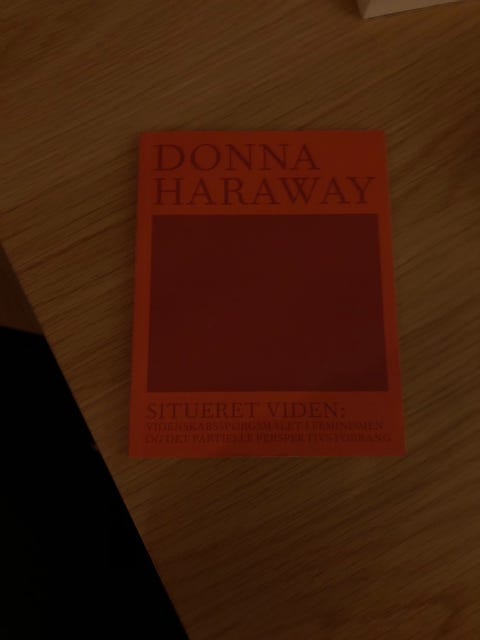 DONNA
HARAWAY
SITUERET VIDEN:
VIDENSKABSSPØRGSMÅLET I FEMINISMEN
OG DET PARTIELLE PERSPEKTIVS FORRANG